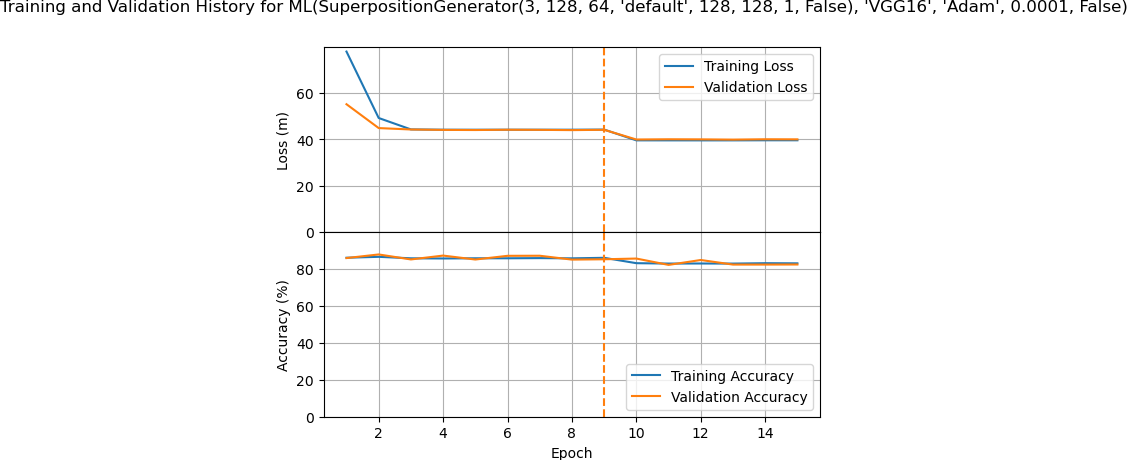 Training and Validation History for ML(SuperpositionGenerator(3, 128, 64, 'default', 128, 128, 1, False), 'VGG16', 'Adam', 0.0001, False)
Training Loss
Validation Loss
Loss (m)
60
40
20
0
Accuracy (%)
80
60
40
20
0
Training Accuracy
Validation Accuracy
2 4 6 8 10 12 14
Epoch